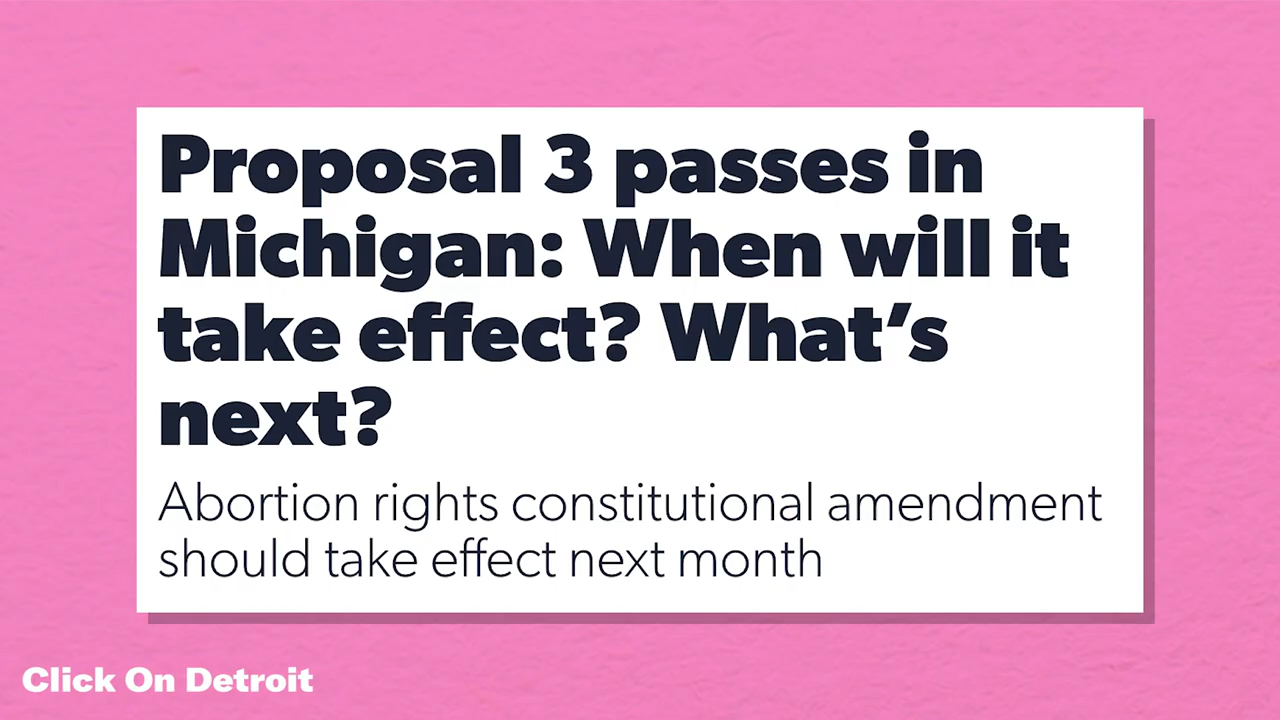 Proposal 3 passes in
Michigan: When will it
take effect? What’s
next?
Abortion rights constitutional amendment
should take effect next month
Click On Detroit